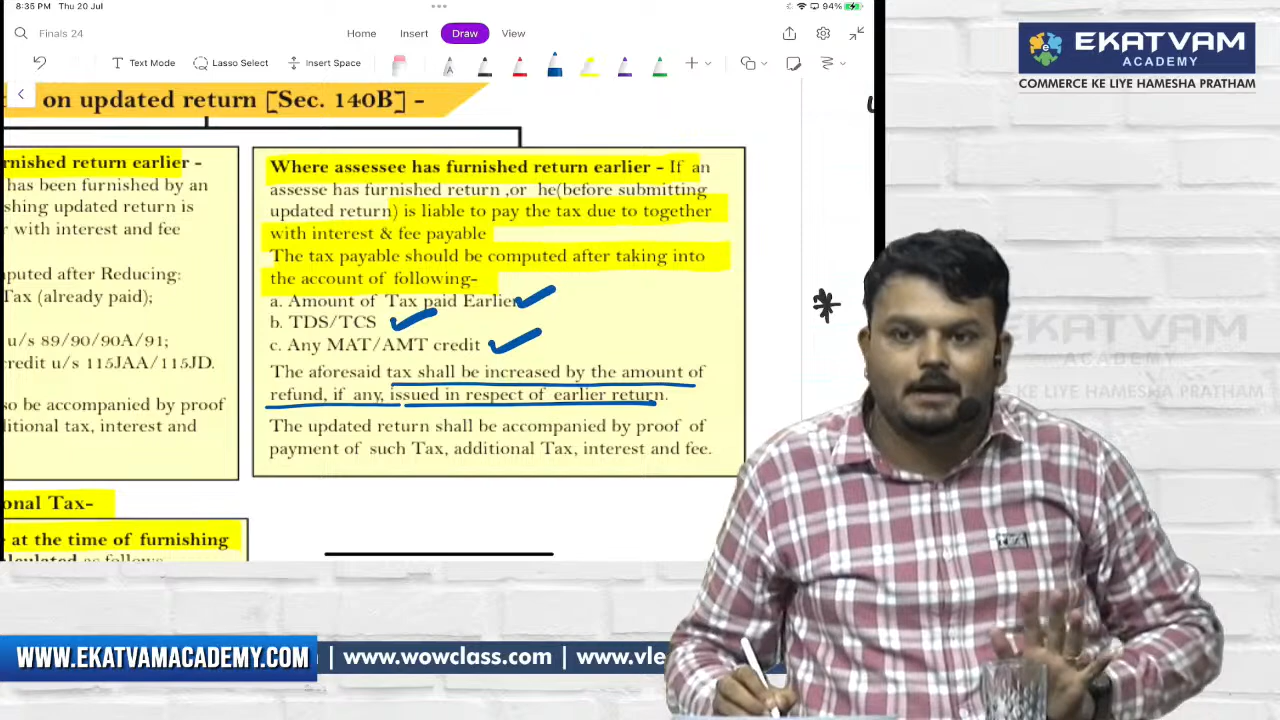 8:35 PM Thu 20 Jul
94%
Finals 24
Home Insert Draw View
Text Mode Lasso Select Insert Space
EKATVAM
ACADEMY
COMMERCE KE LIYE HAMESHA PRATHAM
on updated return [Sec. 140B] -
rnished return earlier -
has been furnished by an
shing updated return is
r with interest and fee
mputed after Reducing:
Tax (already paid);
u/s 89/90/90A/91;
credit u/s 115JAA/115JD.
so be accompanied by proof
ditional tax, interest and
Where assessee has furnished return earlier - If an
assesse has furnished return ,or he(before submitting
updated return) is liable to pay the tax due to together
with interest & fee payable
The tax payable should be computed after taking into
the account of following-
a. Amount of Tax paid Earlier
b. TDS/TCS
c. Any MAT/AMT credit
The aforesaid tax shall be increased by the amount of
refund, if any, issued in respect of earlier return.
The updated return shall be accompanied by proof of
payment of such Tax, additional Tax, interest and fee.
onal Tax-
e at the time of furnishing
lculated as follows
EKATVAM
ACADEMY
WWW.EKATVAMACADEMY.COM | www.wowclass.com | www.vle